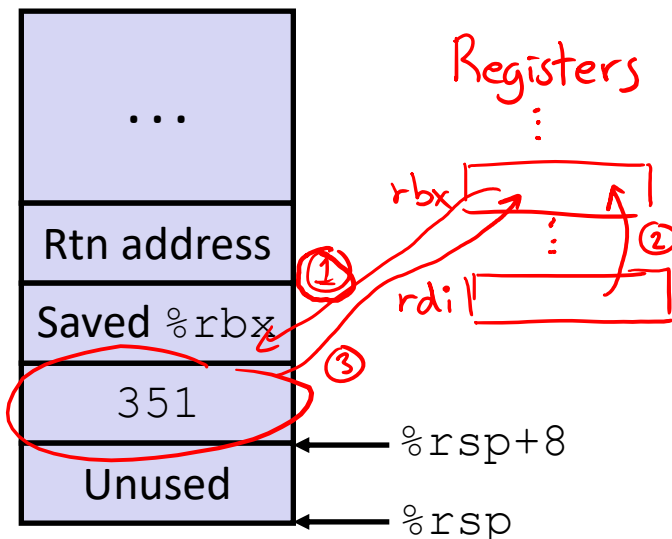 ...
Rtn address
Saved %rbx
351
Unused
%rsp+8
%rsp
Registers
rbx
rdi
①
②
③